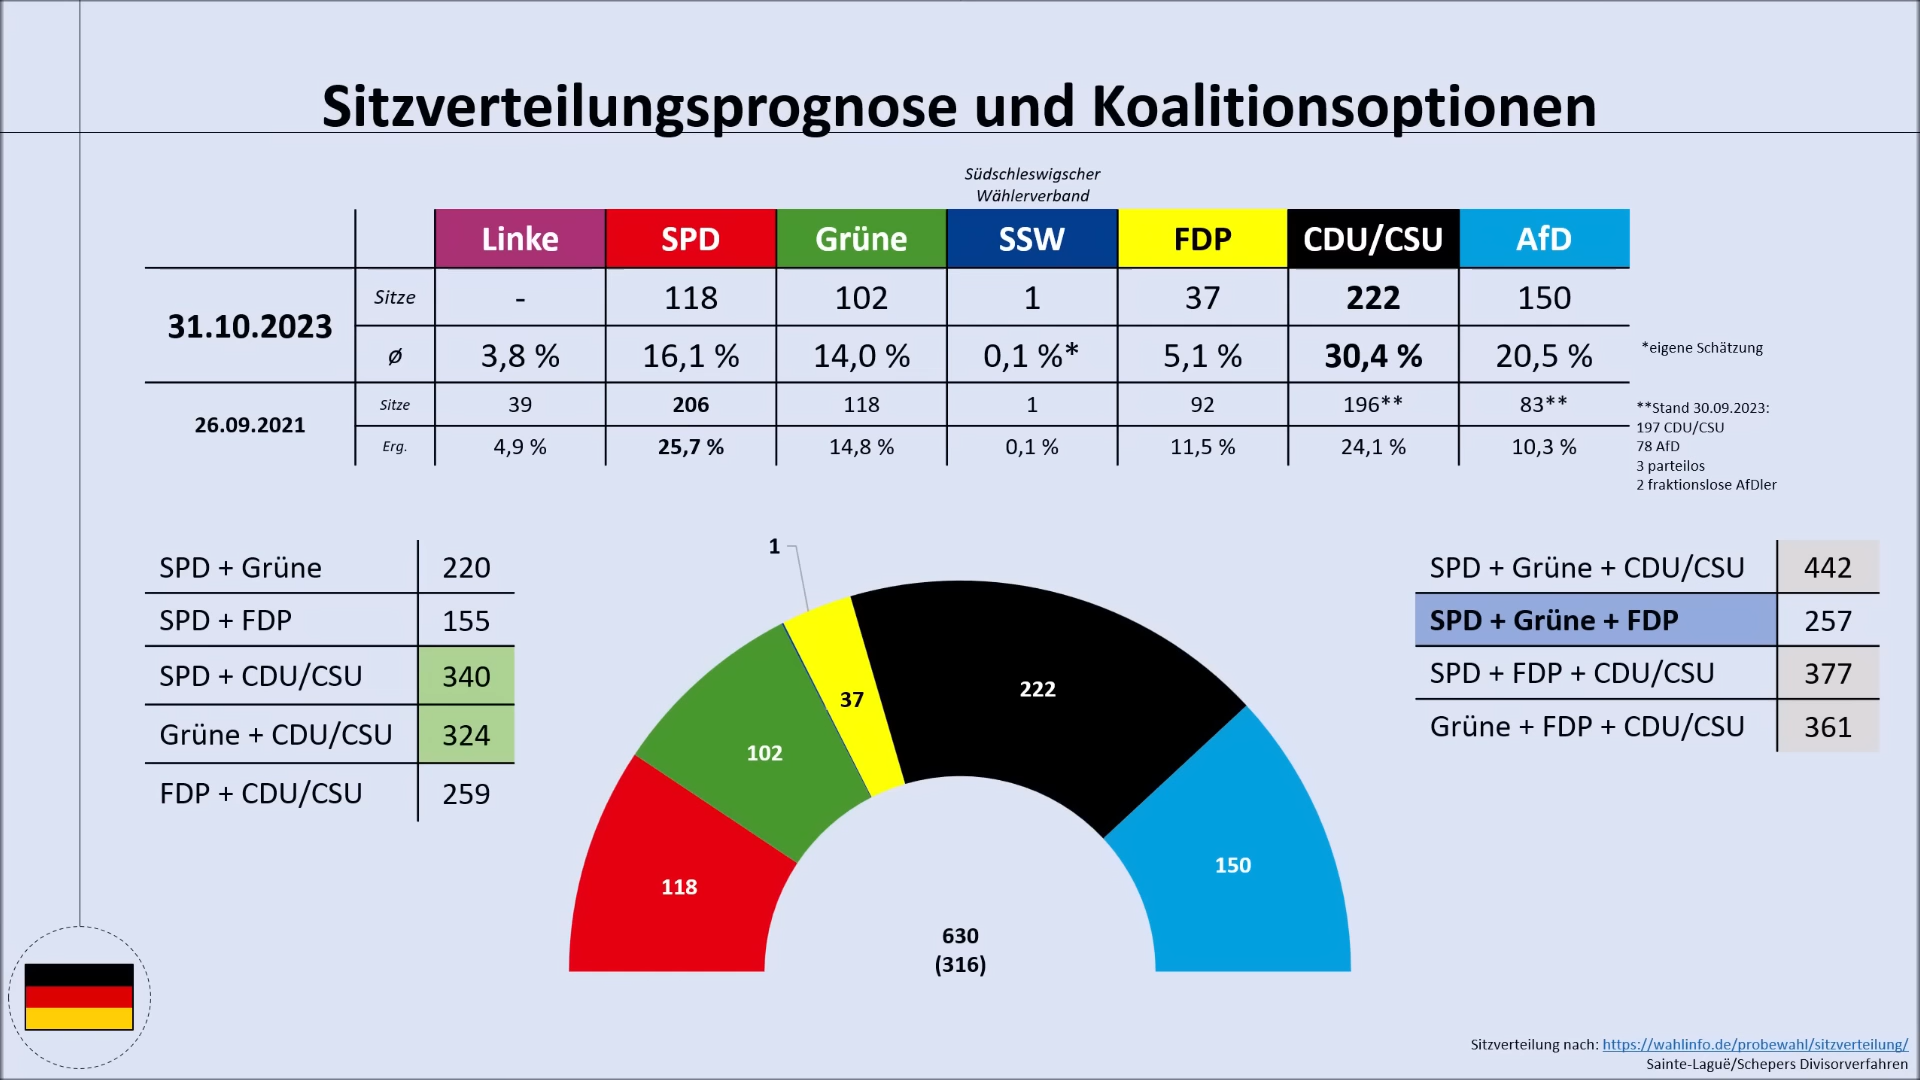 Sitzverteilungsprognose und Koalitionsoptionen
Südschleswigscher
Wählerverband
Linke SPD Grüne SSW FDP CDU/CSU AfD
31.10.2023
Sitze - 118 102 1 37 222 150
ø 3,8 % 16,1 % 14,0 % 0,1 %* 5,1 % 30,4 % 20,5 %
*eigene Schätzung
26.09.2021
Sitze 39 206 118 1 92 196** 83**
Erg. 4,9 % 25,7 % 14,8 % 0,1 % 11,5 % 24,1 % 10,3 %
**Stand 30.09.2023:
197 CDU/CSU
78 AfD
3 parteilos
2 fraktionslose AfDler
SPD + Grüne 220
SPD + FDP 155
SPD + CDU/CSU 340
Grüne + CDU/CSU 324
FDP + CDU/CSU 259
1
37
222
102
118
150
630
(316)
SPD + Grüne + CDU/CSU 442
SPD + Grüne + FDP 257
SPD + FDP + CDU/CSU 377
Grüne + FDP + CDU/CSU 361
Sitzverteilung nach: https://wahlinfo.de/probewahl/sitzverteilung/
Sainte-Laguë/Schepers Divisorverfahren